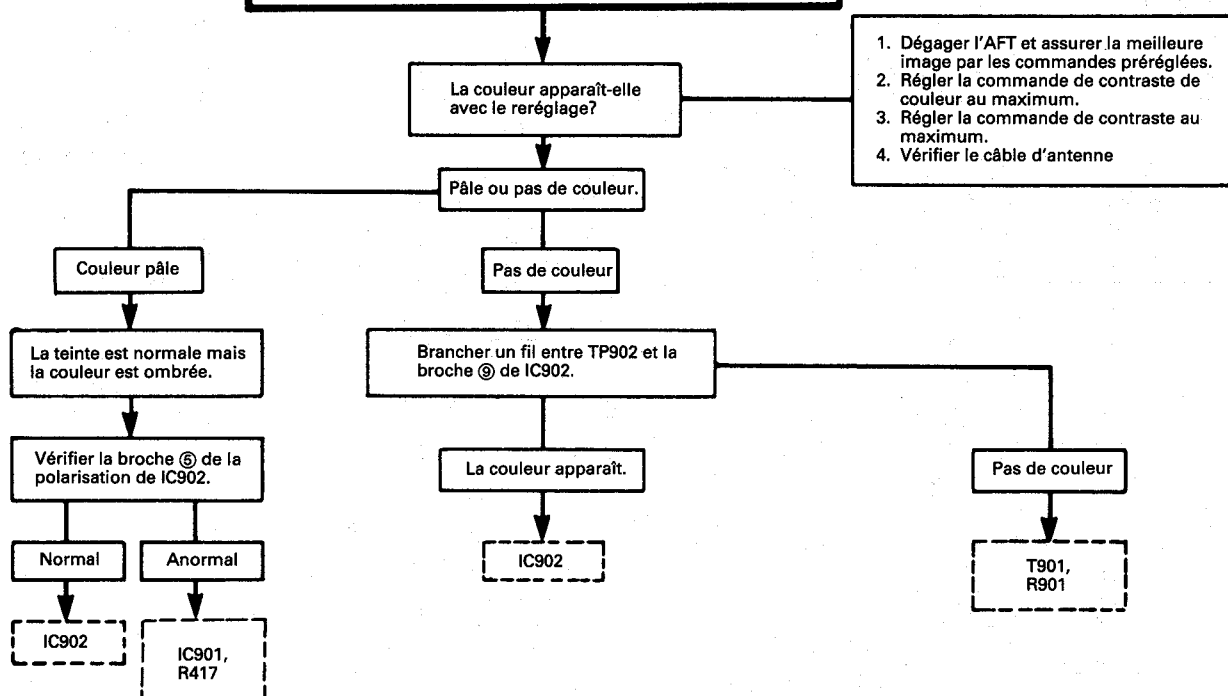 La couleur apparaît-elle
avec le reréglage?
1. Dégager l'AFT et assurer la meilleure
image par les commandes préréglées.
2. Régler la commande de contraste de
couleur au maximum.
3. Régler la commande de contraste au
maximum.
4. Vérifier le câble d'antenne
Pâle ou pas de couleur.
Couleur pâle
Pas de couleur
La teinte est normale mais
la couleur est ombrée.
Brancher un fil entre TP902 et la
broche ⑨ de IC902.
Vérifier la broche ⑤ de la
polarisation de IC902.
La couleur apparaît.
Pas de couleur
Normal
Anormal
IC902
T901,
R901
IC902
IC901,
R417